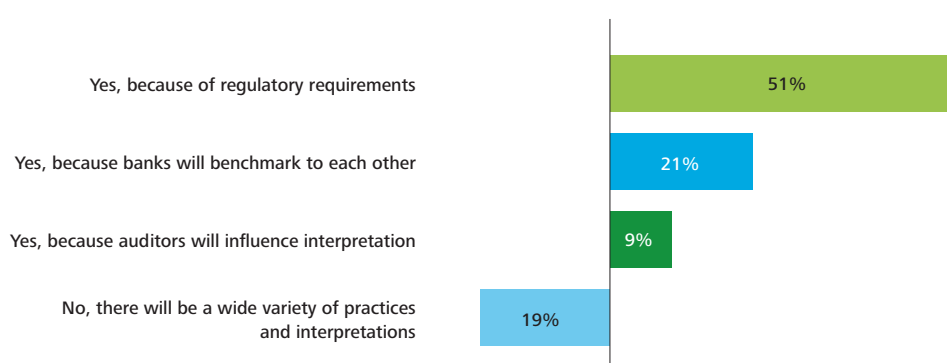 Yes, because of regulatory requirements
51%
Yes, because banks will benchmark to each other
21%
Yes, because auditors will influence interpretation
9%
No, there will be a wide variety of practices
and interpretations
19%